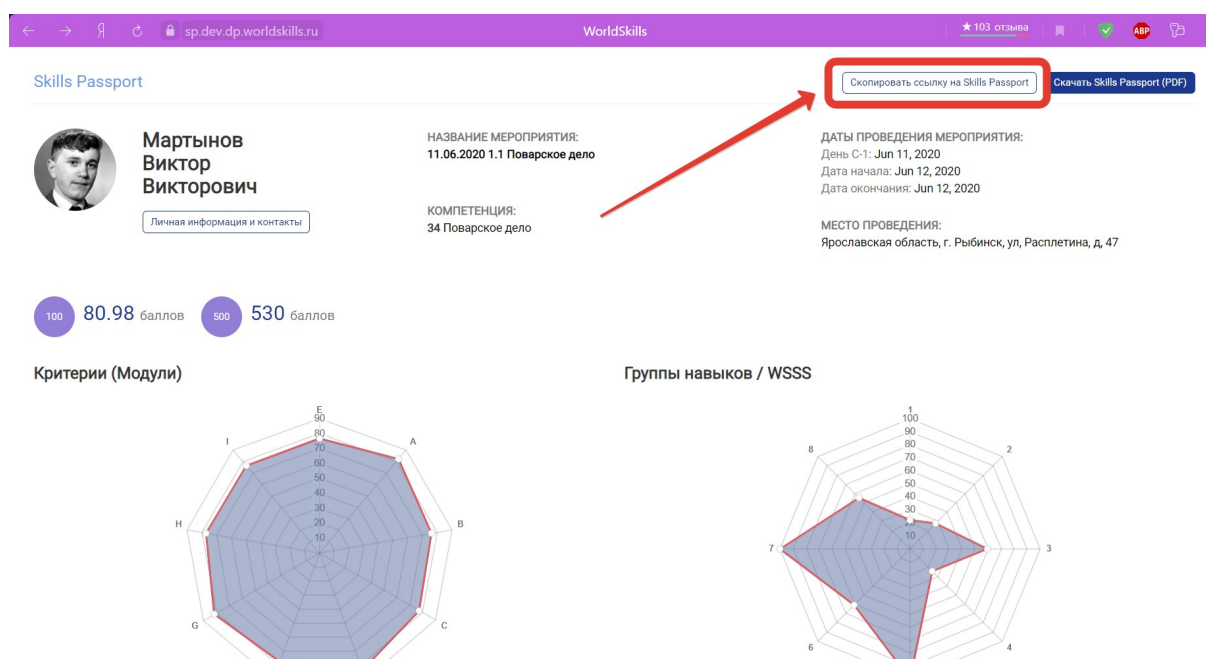 sp.dev.dp.worldskills.ru WorldSkills ★103 отзыва ABP
Skills Passport
Скопировать ссылку на Skills Passport
Скачать Skills Passport (PDF)
Мартынов
Виктор
Викторович
Личная информация и контакты
НАЗВАНИЕ МЕРОПРИЯТИЯ:
11.06.2020 1.1 Поварское дело
КОМПЕТЕНЦИЯ:
34 Поварское дело
ДАТЫ ПРОВЕДЕНИЯ МЕРОПРИЯТИЯ:
День С-1: Jun 11, 2020
Дата начала: Jun 12, 2020
Дата окончания: Jun 12, 2020
МЕСТО ПРОВЕДЕНИЯ:
Ярославская область, г. Рыбинск, ул, Расплетина, д, 47
100 80.98 баллов 500 530 баллов
Критерии (Модули)
E
90
80
70
60
50
40
30
20
10
A
B
C
G
H
I
Группы навыков / WSSS
1
100
90
80
70
60
50
40
30
10
2
3
4
6
7
8